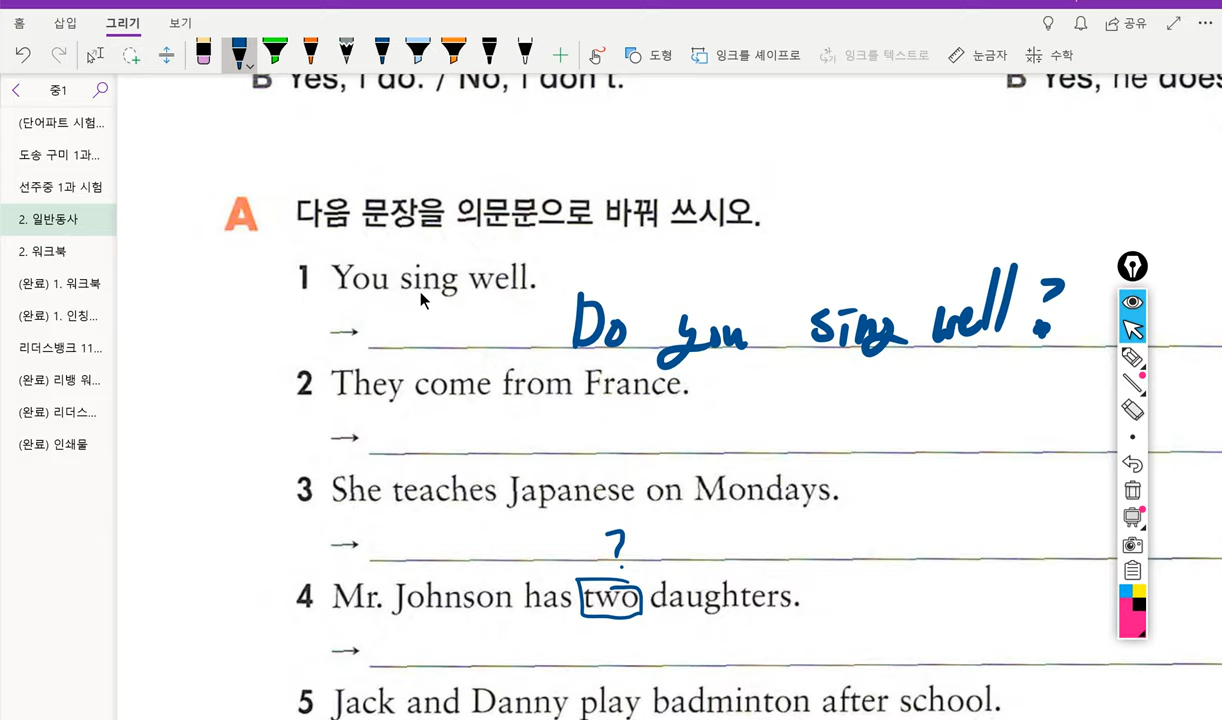 홈 삽입 그리기 보기
공유
도형 잉크를 셰이프로 잉크를 텍스트로 눈금자 수학
중1
(단어파트 시험...
도송 구미 1과...
선주중 1과 시험
2. 일반동사
2. 워크북
(완료) 1. 워크북
(완료) 1. 인칭...
리더스뱅크 11...
(완료) 리뱅 워...
(완료) 리더스...
(완료) 인쇄물
B Yes, I do. / No, I don't.
B Yes, he does
A 다음 문장을 의문문으로 바꿔 쓰시오.
1 You sing well.
→ Do you sing well?
2 They come from France.
→
3 She teaches Japanese on Mondays.
→
?
4 Mr. Johnson has two daughters.
→
5 Jack and Danny play badminton after school.